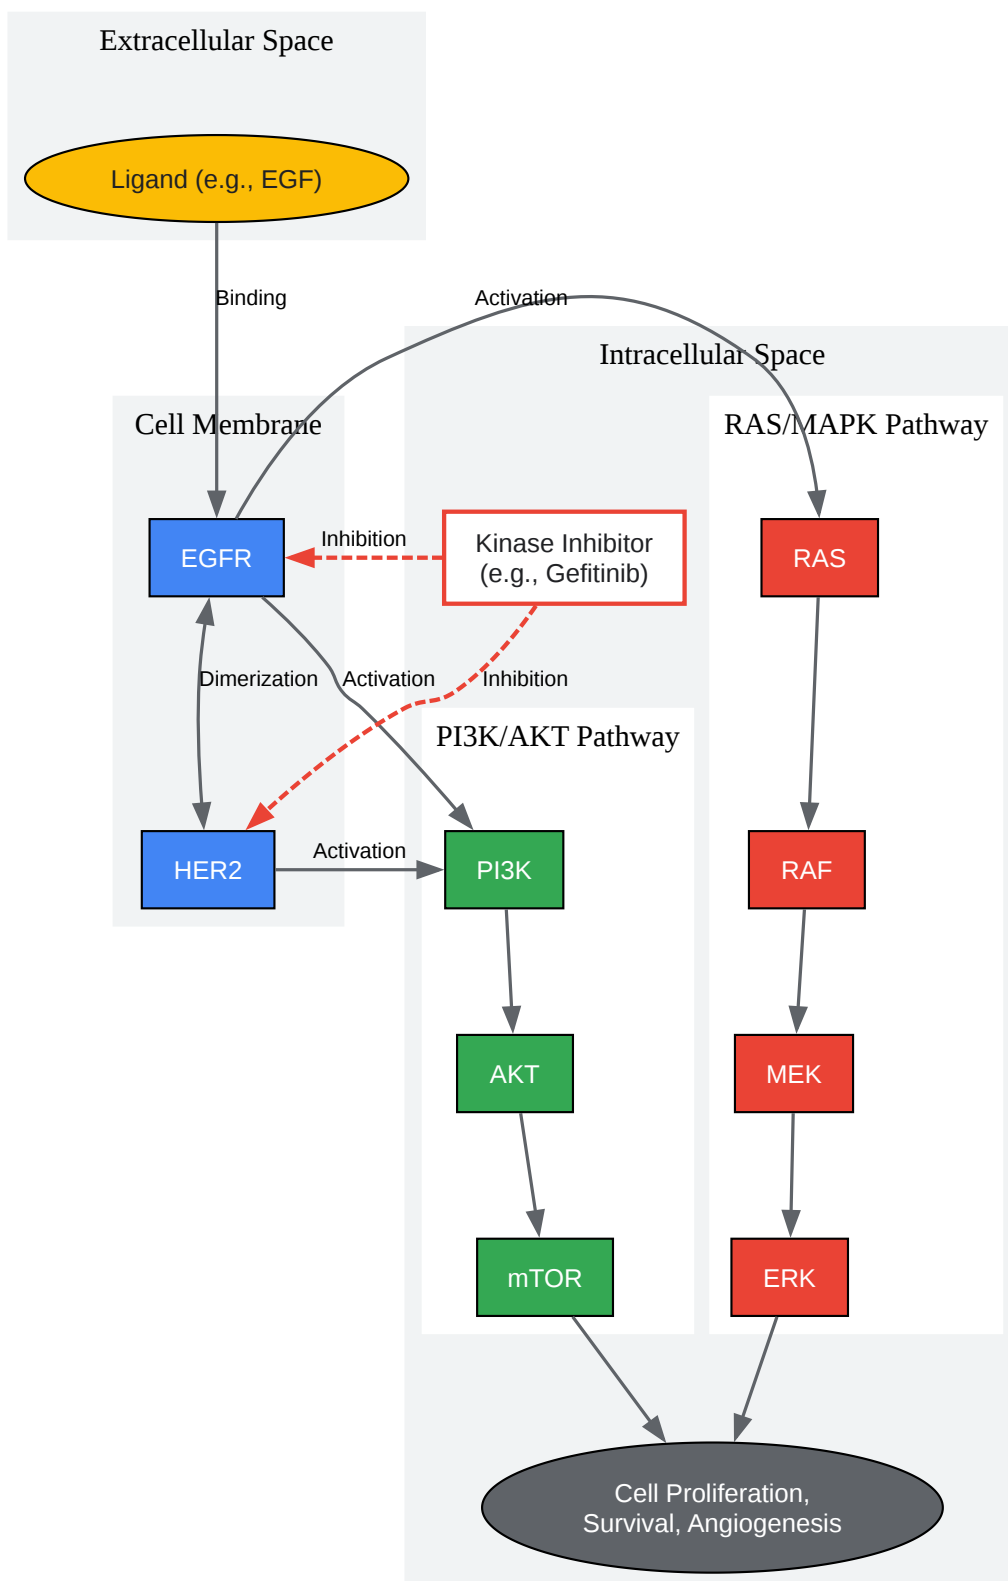 Extracellular Space
Ligand (e.g., EGF)
Binding
Activation
Intracellular Space
Cell Membrane
RAS/MAPK Pathway
EGFR
Inhibition
Kinase Inhibitor
(e.g., Gefitinib)
RAS
Dimerization
Activation
Inhibition
PI3K/AKT Pathway
HER2
Activation
PI3K
RAF
AKT
MEK
mTOR
ERK
Cell Proliferation,
Survival, Angiogenesis